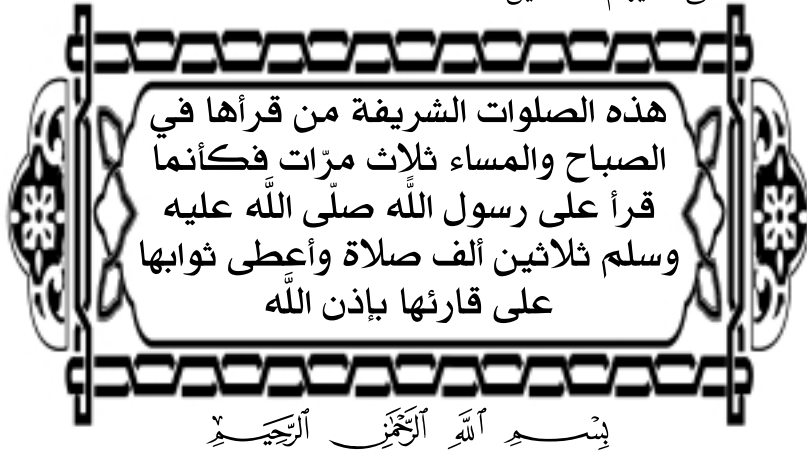 هذه الصلوات الشريفة من قرأها في
الصباح والمساء ثلاث مرّات فكأنما
قرأ على رسول اللَّه صلّى اللَّه عليه
وسلم ثلاثين ألف صلاة وأعطى ثوابها
على قارئها بإذن اللَّه
بِسْمِ ٱللَّهِ ٱلرَّحْمَٰنِ ٱلرَّحِيمِ